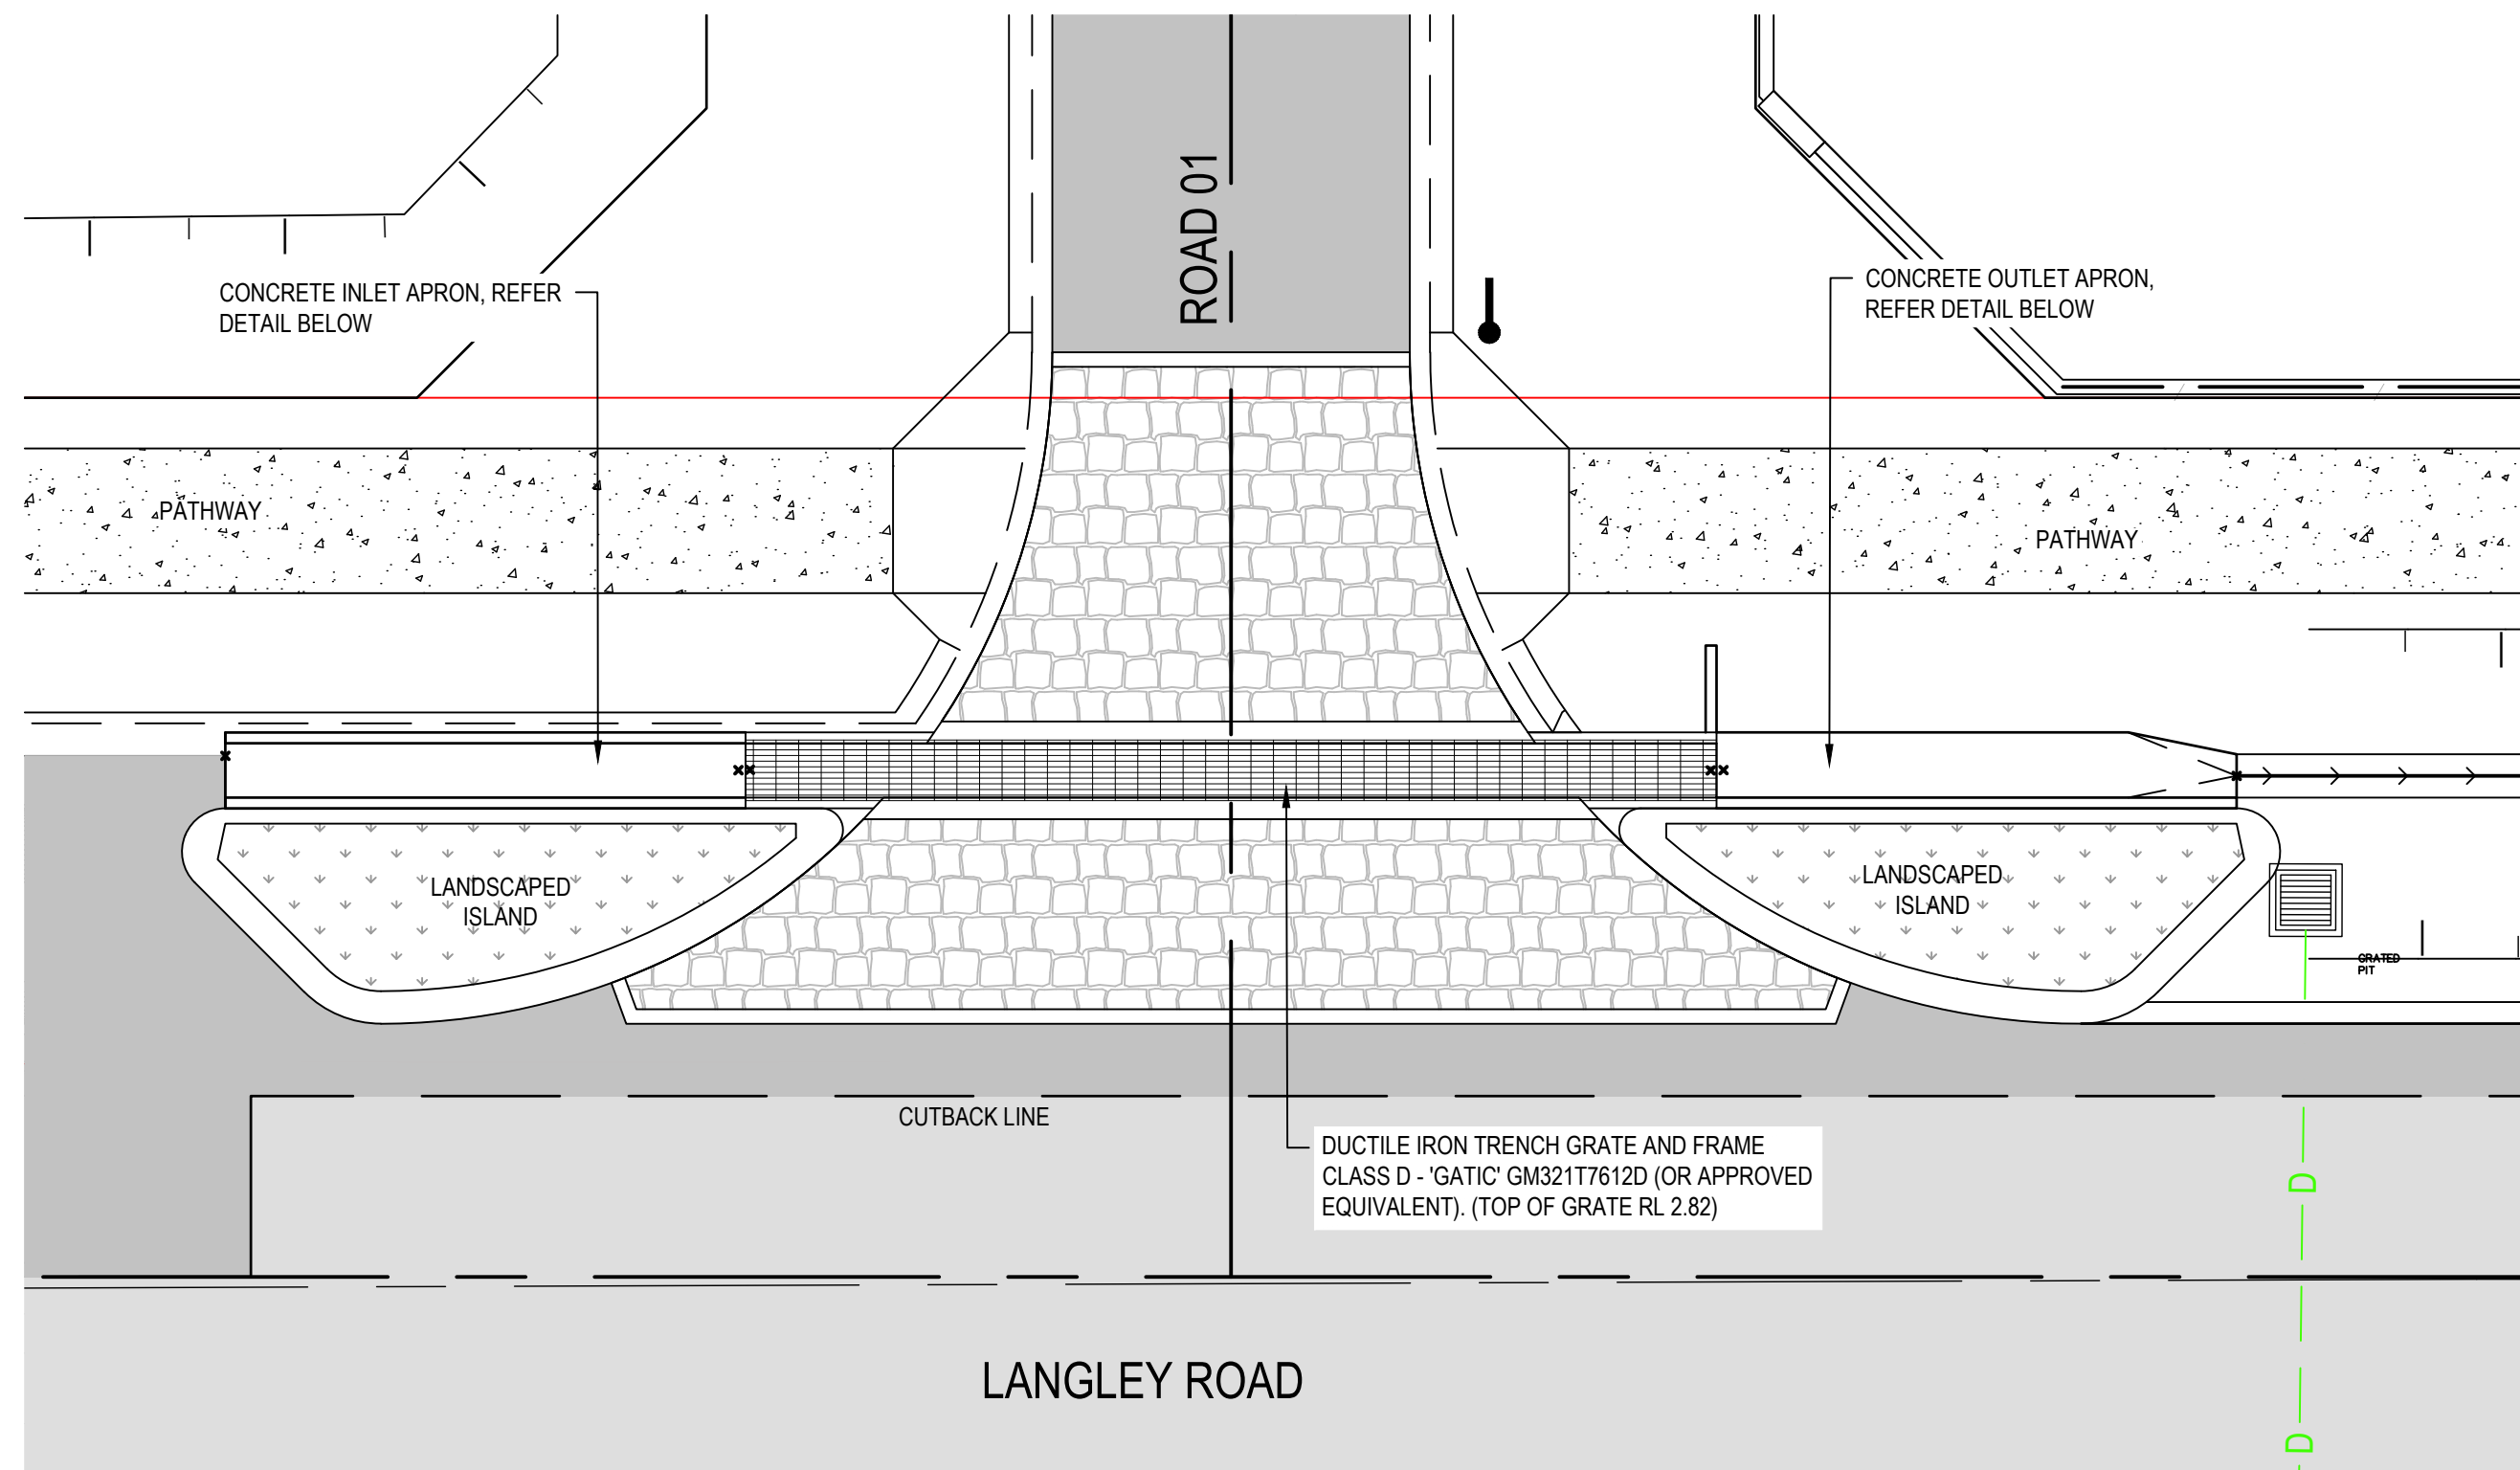 ROAD 01
CONCRETE INLET APRON, REFER
DETAIL BELOW
CONCRETE OUTLET APRON,
REFER DETAIL BELOW
PATHWAY
PATHWAY
LANDSCAPED
ISLAND
LANDSCAPED
ISLAND
GRATED
PIT
CUTBACK LINE
DUCTILE IRON TRENCH GRATE AND FRAME
CLASS D - 'GATIC' GM321T7612D (OR APPROVED
EQUIVALENT). (TOP OF GRATE RL 2.82)
D
LANGLEY ROAD
D